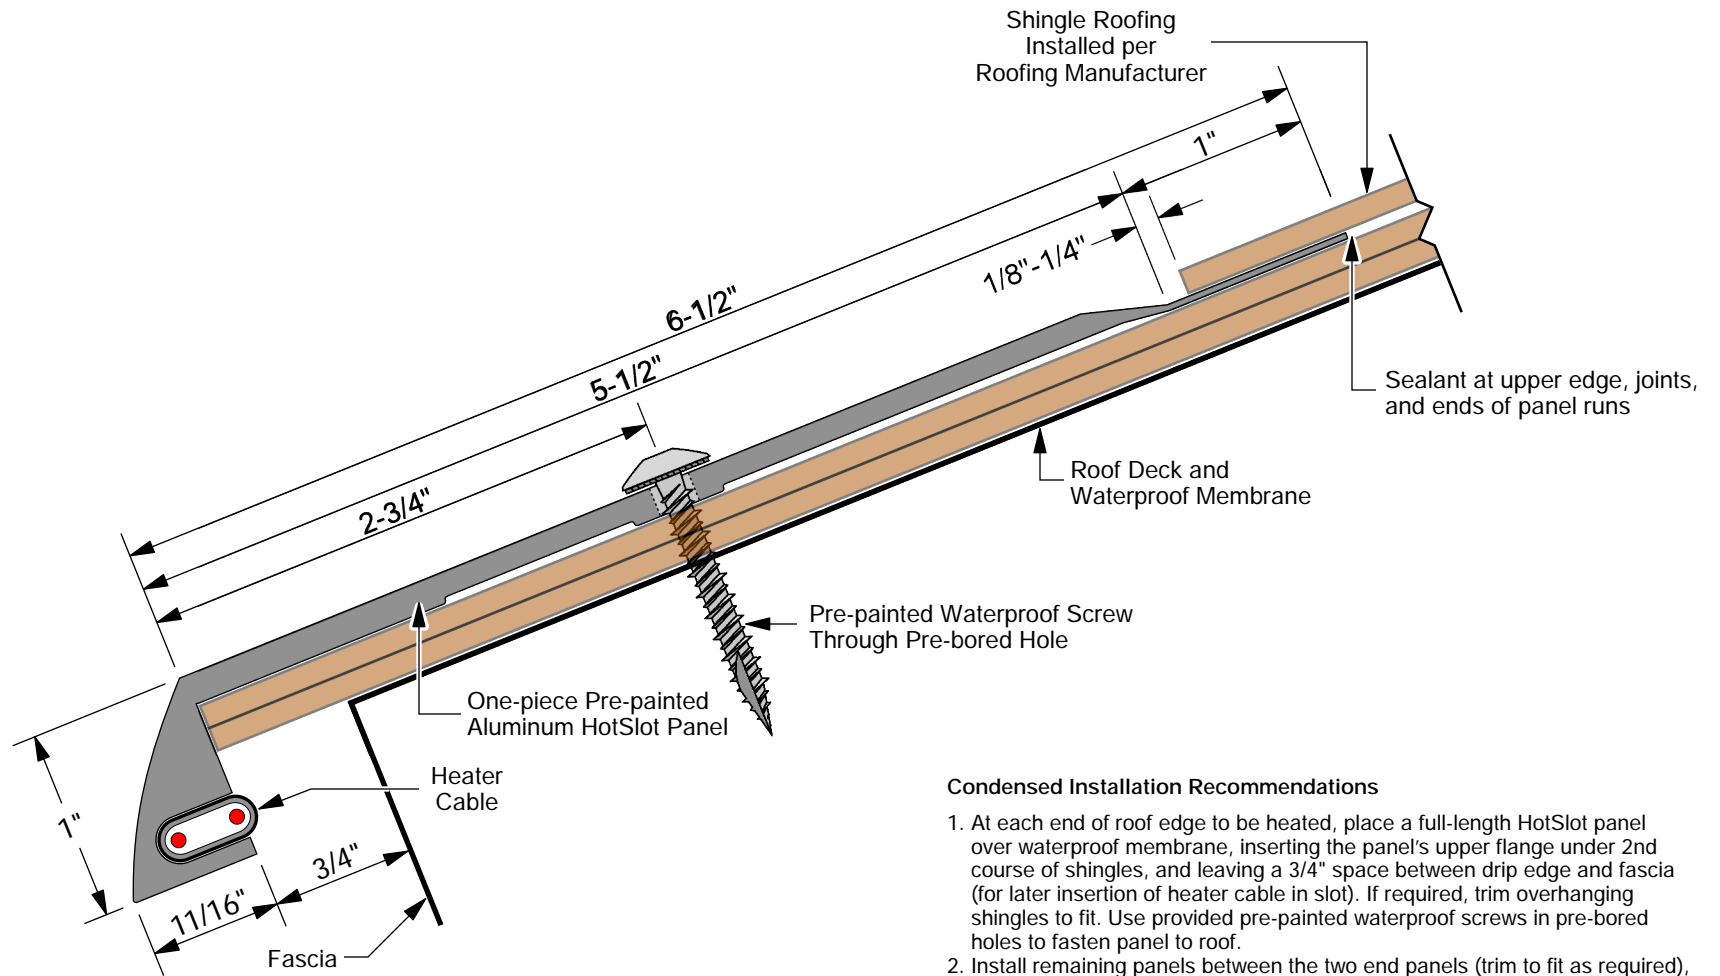 Shingle Roofing
Installed per
Roofing Manufacturer
1"
1/8"-1/4"
6-1/2"
5-1/2"
2-3/4"
Sealant at upper edge, joints,
and ends of panel runs
Roof Deck and
Waterproof Membrane
Pre-painted Waterproof Screw
Through Pre-bored Hole
One-piece Pre-painted
Aluminum HotSlot Panel
Heater
Cable
1"
3/4"
11/16"
Fascia
Condensed Installation Recommendations
1. At each end of roof edge to be heated, place a full-length HotSlot panel
over waterproof membrane, inserting the panel's upper flange under 2nd
course of shingles, and leaving a 3/4" space between drip edge and fascia
(for later insertion of heater cable in slot). If required, trim overhanging
shingles to fit. Use provided pre-painted waterproof screws in pre-bored
holes to fasten panel to roof.
2. Install remaining panels between the two end panels (trim to fit as required),